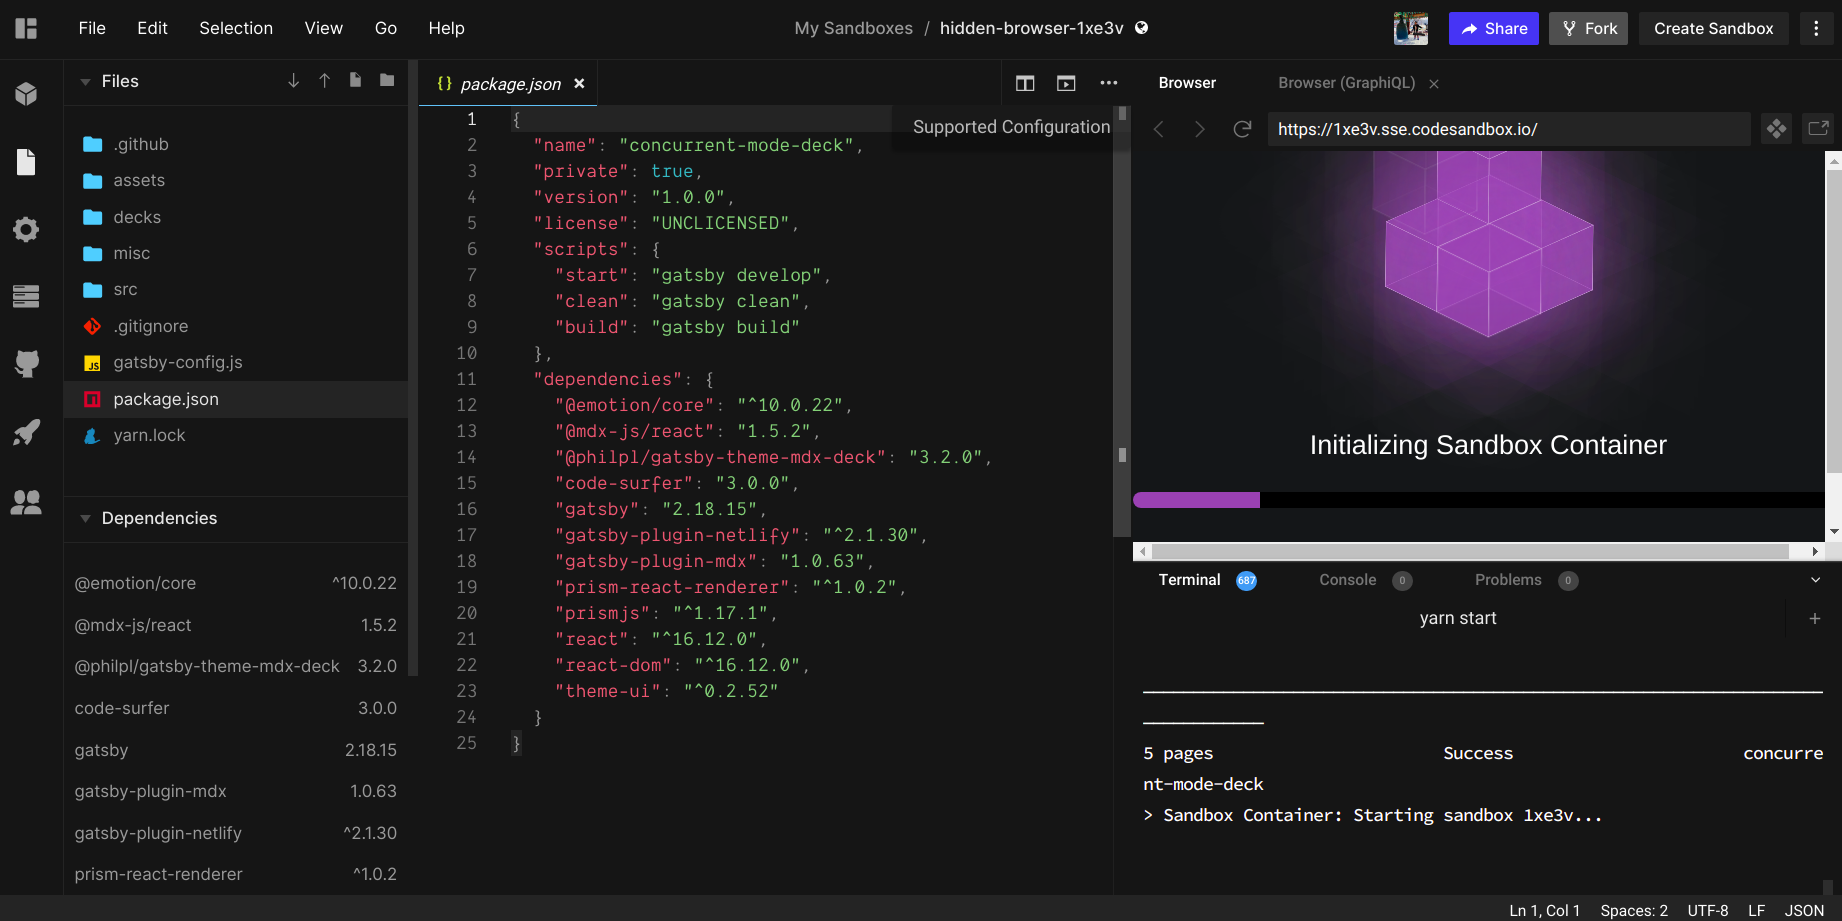 File Edit Selection View Go Help
My Sandboxes / hidden-browser-1xe3v
Share Fork Create Sandbox
Files
.github
assets
decks
misc
src
.gitignore
JS gatsby-config.js
package.json
yarn.lock
Dependencies
@emotion/core ^10.0.22
@mdx-js/react 1.5.2
@philpl/gatsby-theme-mdx-deck 3.2.0
code-surfer 3.0.0
gatsby 2.18.15
gatsby-plugin-mdx 1.0.63
gatsby-plugin-netlify ^2.1.30
prism-react-renderer ^1.0.2
{} package.json ×
Supported Configuration
1 {
2 "name": "concurrent-mode-deck",
3 "private": true,
4 "version": "1.0.0",
5 "license": "UNCLICENSED",
6 "scripts": {
7 "start": "gatsby develop",
8 "clean": "gatsby clean",
9 "build": "gatsby build"
10 },
11 "dependencies": {
12 "@emotion/core": "^10.0.22",
13 "@mdx-js/react": "1.5.2",
14 "@philpl/gatsby-theme-mdx-deck": "3.2.0",
15 "code-surfer": "3.0.0",
16 "gatsby": "2.18.15",
17 "gatsby-plugin-netlify": "^2.1.30",
18 "gatsby-plugin-mdx": "1.0.63",
19 "prism-react-renderer": "^1.0.2",
20 "prismjs": "^1.17.1",
21 "react": "^16.12.0",
22 "react-dom": "^16.12.0",
23 "theme-ui": "^0.2.52"
24 }
25 }
Browser Browser (GraphiQL) ×
https://1xe3v.sse.codesandbox.io/
Initializing Sandbox Container
Terminal 687 Console 0 Problems 0
yarn start +
5 pages Success concurre
nt-mode-deck
> Sandbox Container: Starting sandbox 1xe3v...
Ln 1, Col 1 Spaces: 2 UTF-8 LF JSON